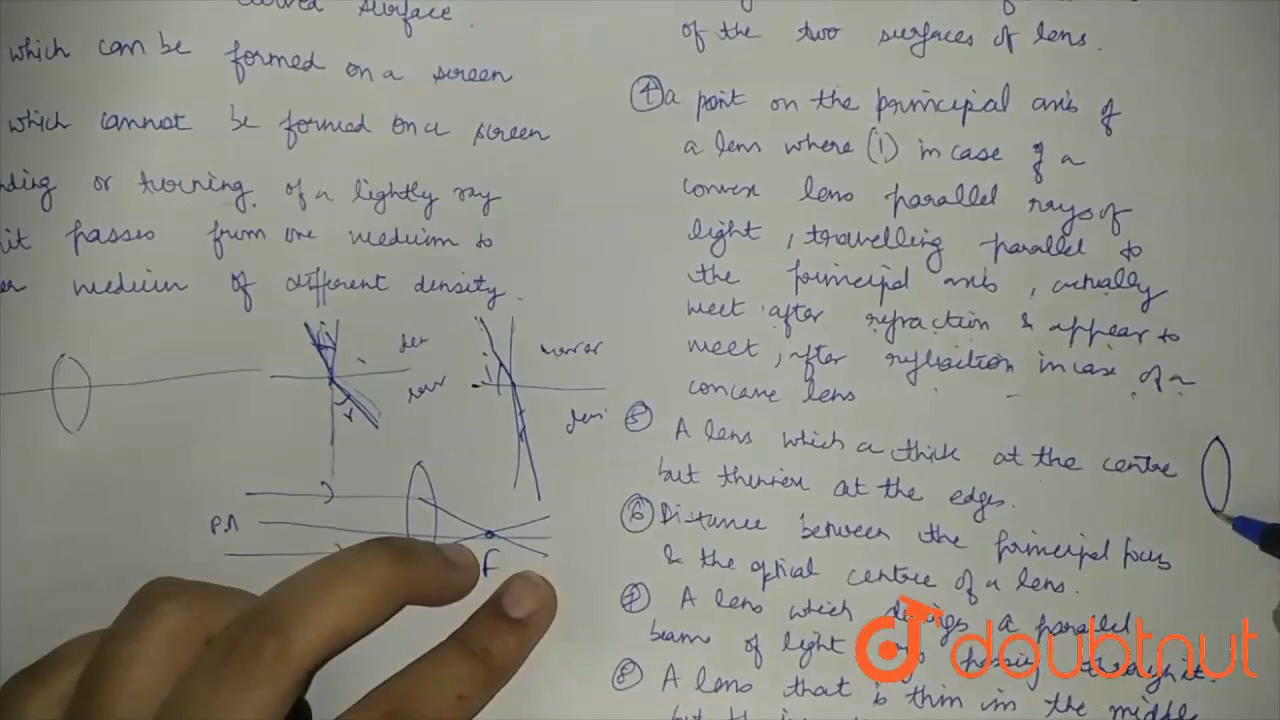 curved surface.
which can be formed on a screen
which cannot be formed on a screen
nding or turning of a lightly ray
it passes from one medium to
er medium of different density.
P.A
F
i
r
of the two surfaces of lens.
④ a point on the principal axis of
a lens where (1) in case of a
convex lens parallel rays of
light, travelling parallel to
the principal axis, actually
meet after refraction & appear to
meet, after refraction in case of a
concave lens
⑤ A lens which a thick at the centre
but thinner at the edges.
⑥ Distance between the principal focus
& the optical centre of a lens.
⑦ A lens which a parallel
beam of light passing through it.
⑧ A lens that is thin in the middle
doubtnut